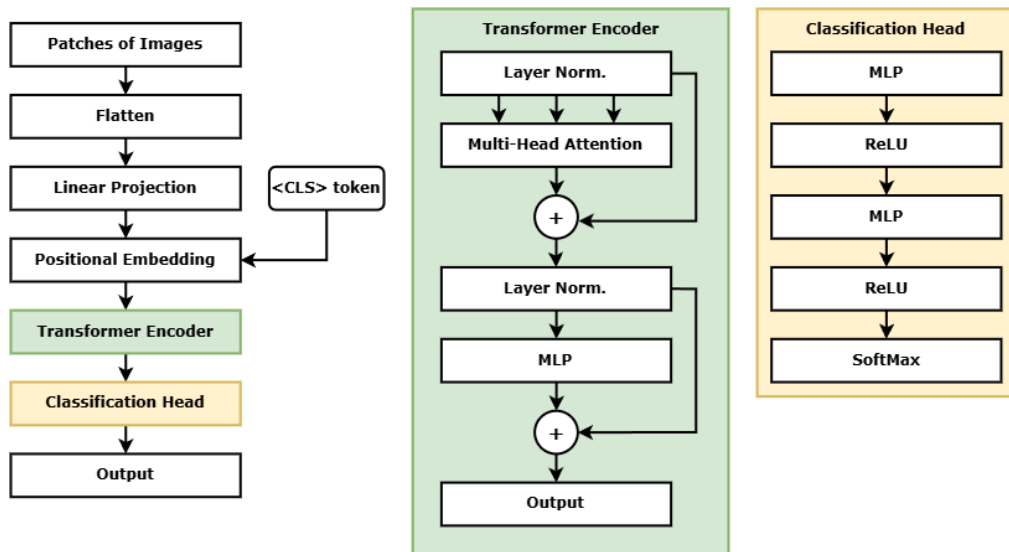 Patches of Images
Flatten
Linear Projection
<CLS> token
Positional Embedding
Transformer Encoder
Classification Head
Output
Transformer Encoder
Layer Norm.
Multi-Head Attention
+
Layer Norm.
MLP
+
Output
Classification Head
MLP
ReLU
MLP
ReLU
SoftMax